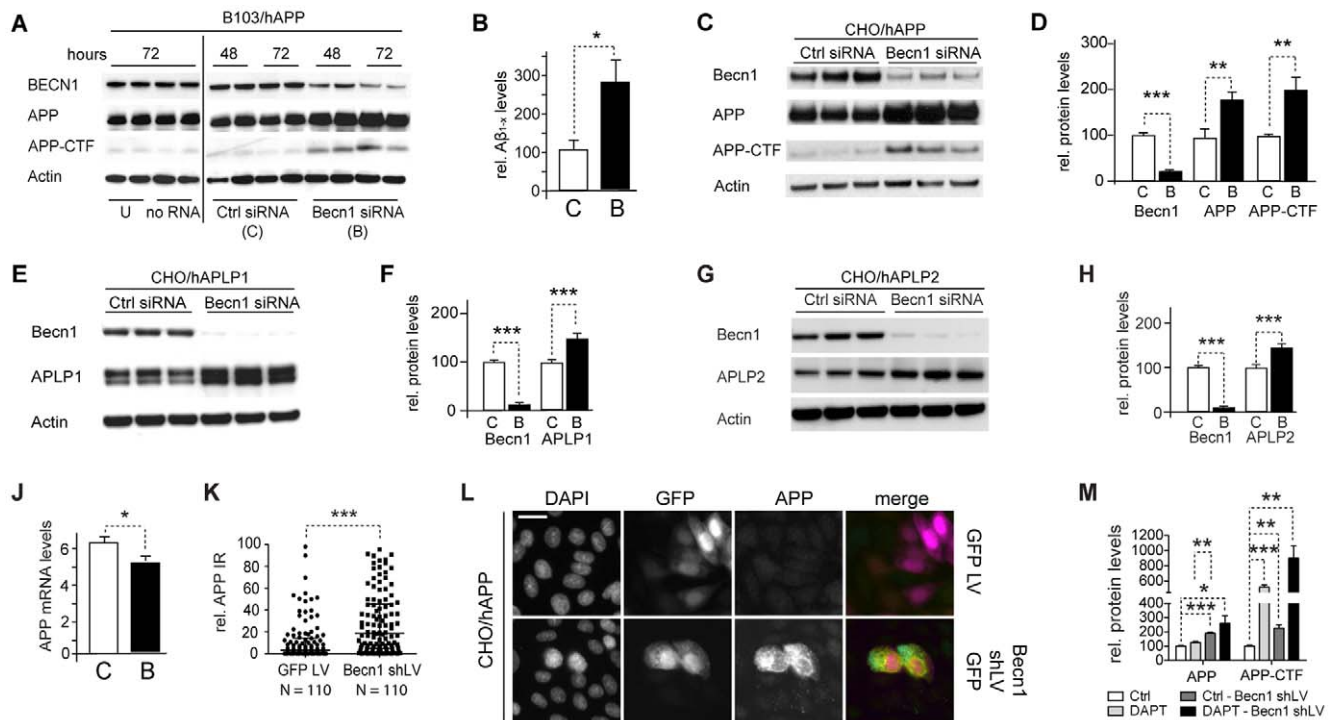 A
B103/hAPP
hours 72 48 72 48 72
BECN1
APP
APP-CTF
Actin
U no RNA Ctrl siRNA Becn1 siRNA
(C) (B)
B
rel. Aβ1-x levels
300
200
100
0
*
C B
C
CHO/hAPP
Ctrl siRNA Becn1 siRNA
Becn1
APP
APP-CTF
Actin
D
rel. protein levels
300
200
100
0
*** ** **
C B C B C B
Becn1 APP APP-CTF
E
CHO/hAPLP1
Ctrl siRNA Becn1 siRNA
Becn1
APLP1
Actin
F
rel. protein levels
200
100
0
*** ***
C B C B
Becn1 APLP1
G
CHO/hAPLP2
Ctrl siRNA Becn1 siRNA
Becn1
APLP2
Actin
H
rel. protein levels
200
100
0
*** ***
C B C B
Becn1 APLP2
J
APP mRNA levels
6
4
2
0
*
C B
K
rel. APP IR
100
80
60
40
20
0
***
GFP LV Becn1 shLV
N = 110 N = 110
L
DAPI GFP APP merge
CHO/hAPP
GFP LV
Becn1
shLV
GFP
M
rel. protein levels
1200
1000
800
600
400
300
200
100
0
**
*
***
**
**
***
APP APP-CTF
Ctrl Ctrl - Becn1 shLV
DAPT DAPT - Becn1 shLV